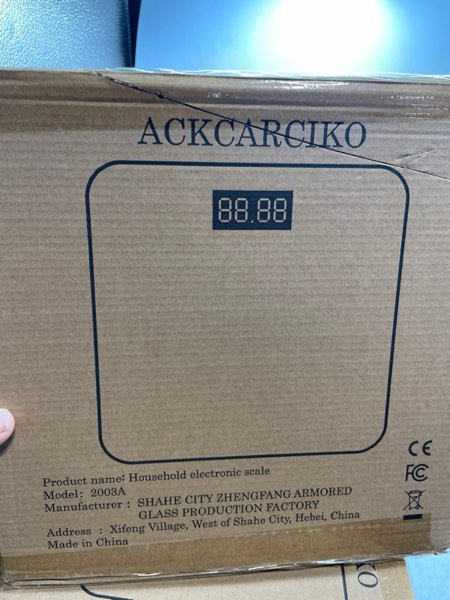 ACKCARCIKO
88.88
Product name: Household electronic scale
Model: 2003A
Manufacturer : SHAHE CITY ZHENGFANG ARMORED
GLASS PRODUCTION FACTORY
Address : Xifeng Village, West of Shahe City, Hebei, China
Made in China
CE
FC